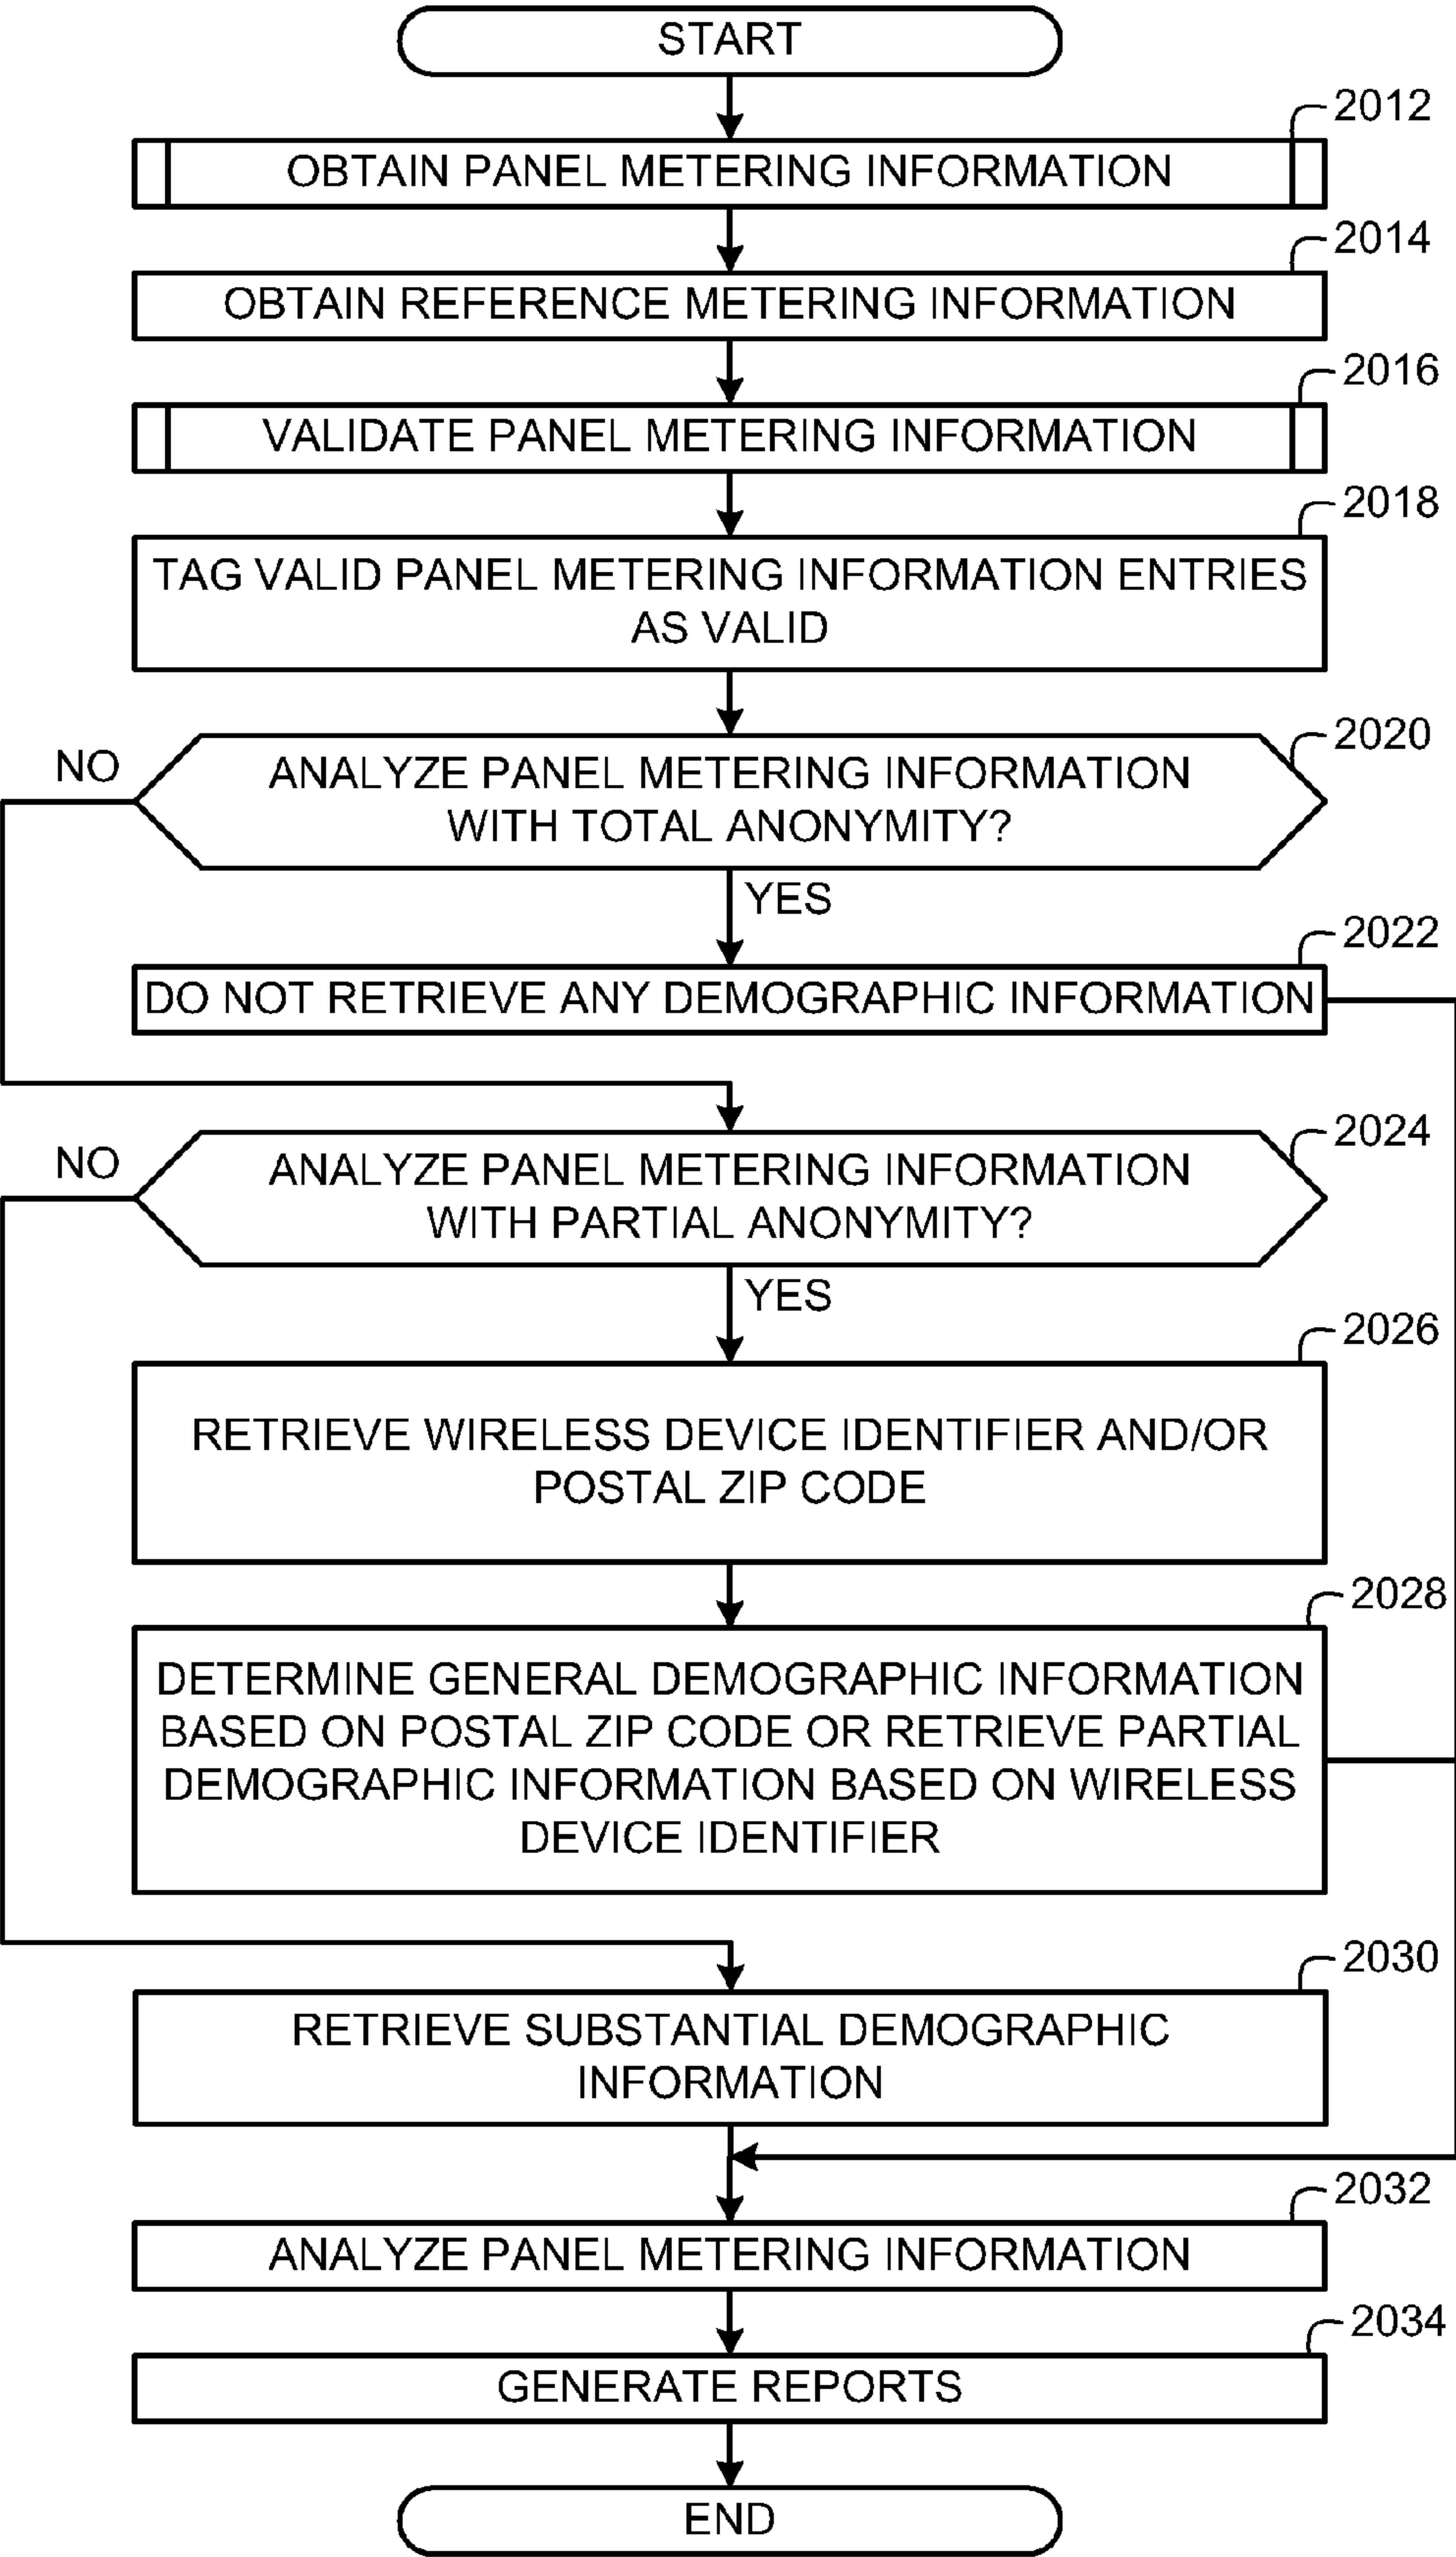 START
2012
OBTAIN PANEL METERING INFORMATION
2014
OBTAIN REFERENCE METERING INFORMATION
2016
VALIDATE PANEL METERING INFORMATION
2018
TAG VALID PANEL METERING INFORMATION ENTRIES
AS VALID
2020
NO
ANALYZE PANEL METERING INFORMATION
WITH TOTAL ANONYMITY?
YES
2022
DO NOT RETRIEVE ANY DEMOGRAPHIC INFORMATION
2024
NO
ANALYZE PANEL METERING INFORMATION
WITH PARTIAL ANONYMITY?
YES
2026
RETRIEVE WIRELESS DEVICE IDENTIFIER AND/OR
POSTAL ZIP CODE
2028
DETERMINE GENERAL DEMOGRAPHIC INFORMATION
BASED ON POSTAL ZIP CODE OR RETRIEVE PARTIAL
DEMOGRAPHIC INFORMATION BASED ON WIRELESS
DEVICE IDENTIFIER
2030
RETRIEVE SUBSTANTIAL DEMOGRAPHIC
INFORMATION
2032
ANALYZE PANEL METERING INFORMATION
2034
GENERATE REPORTS
END